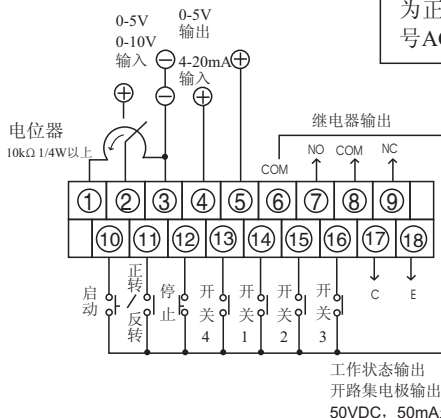 为正
号AC
0-5V
0-10V
输入
0-5V
输出
4-20mA
输入
电位器
10kΩ 1/4W以上
继电器输出
COM
NO
COM
NC
① ② ③ ④ ⑤ ⑥ ⑦ ⑧ ⑨
⑩ ⑪ ⑫ ⑬ ⑭ ⑮ ⑯ ⑰ ⑱
启动
正转/反转
停止
开关4
开关1
开关2
开关3
C
E
工作状态输出
开路集电极输出
50VDC，50mA